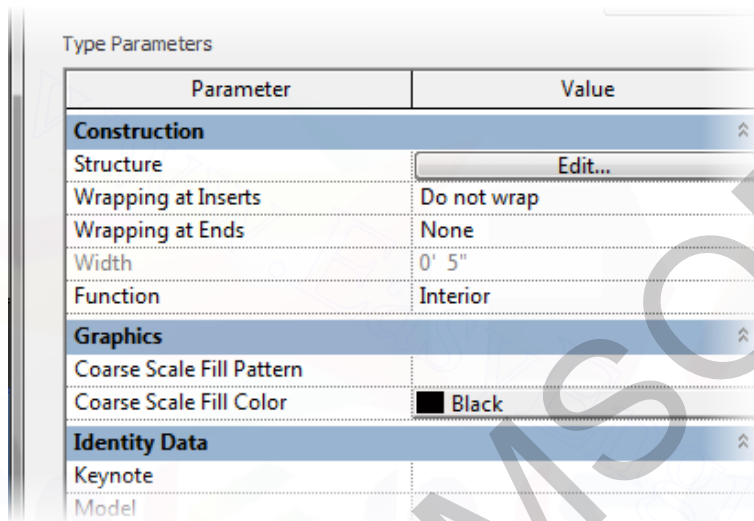 Type Parameters
Parameter Value
Construction
Structure Edit...
Wrapping at Inserts Do not wrap
Wrapping at Ends None
Width 0' 5"
Function Interior
Graphics
Coarse Scale Fill Pattern
Coarse Scale Fill Color Black
Identity Data
Keynote
Model